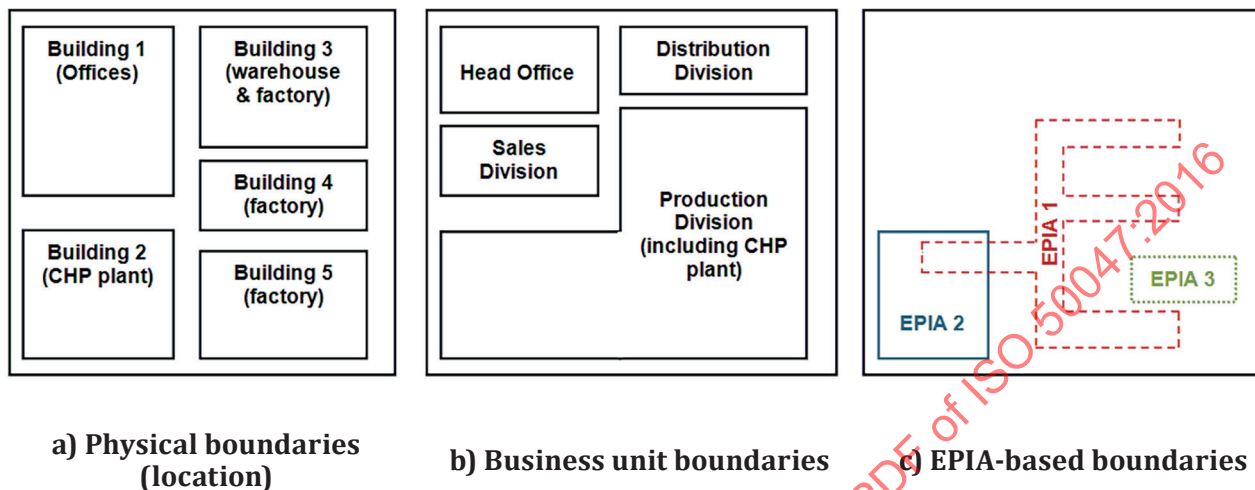 Building 1
(Offices)
Building 3
(warehouse
& factory)
Building 4
(factory)
Building 2
(CHP plant)
Building 5
(factory)
Head Office
Distribution
Division
Sales
Division
Production
Division
(including CHP
plant)
EPIA 1
EPIA 2
EPIA 3
PDF of ISO 50047:2016
a) Physical boundaries
(location)
b) Business unit boundaries
c) EPIA-based boundaries